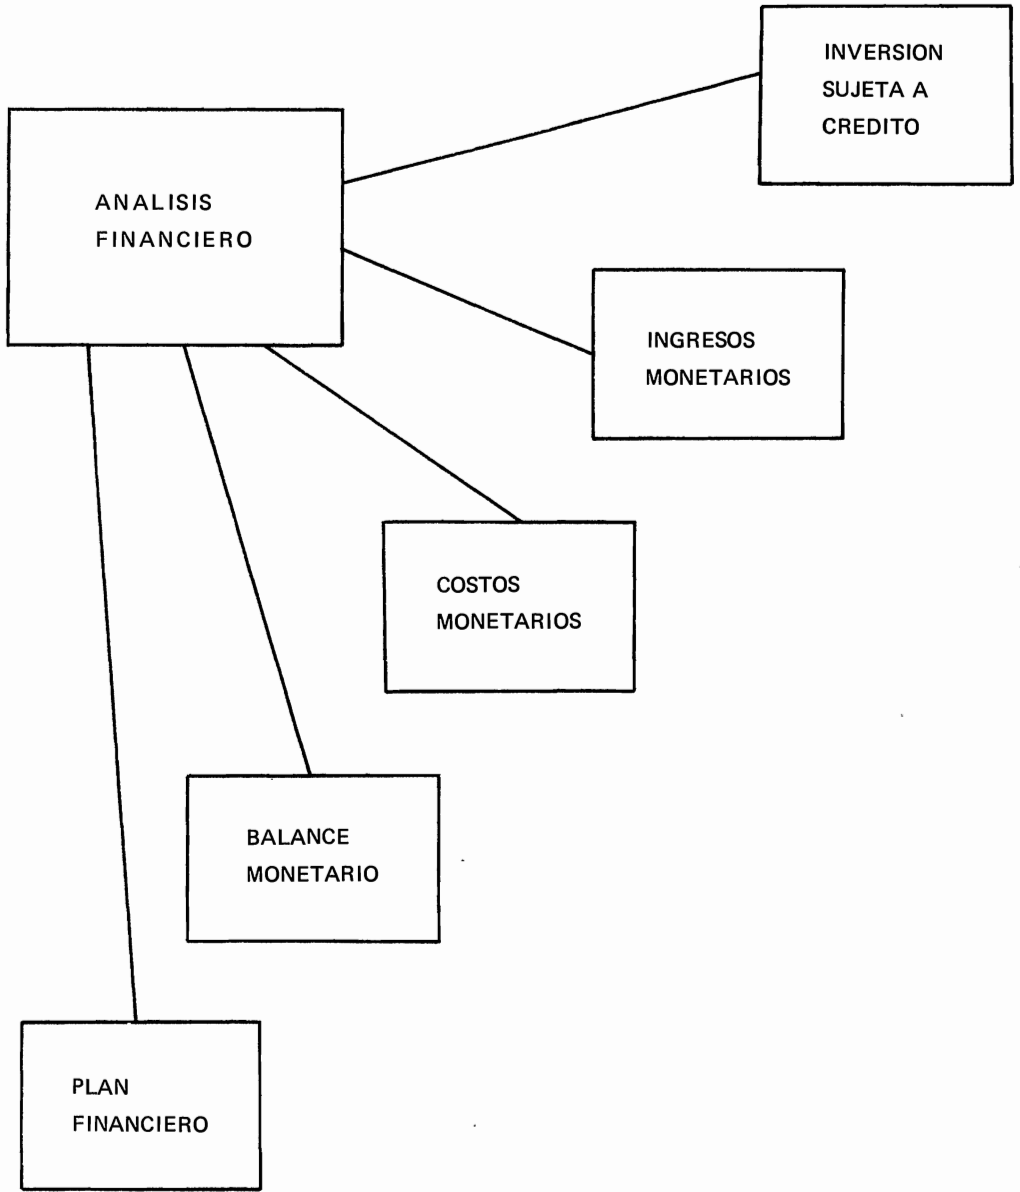 INVERSION
SUJETA A
CREDITO
ANALISIS
FINANCIERO
INGRESOS
MONETARIOS
COSTOS
MONETARIOS
BALANCE
MONETARIO
PLAN
FINANCIERO